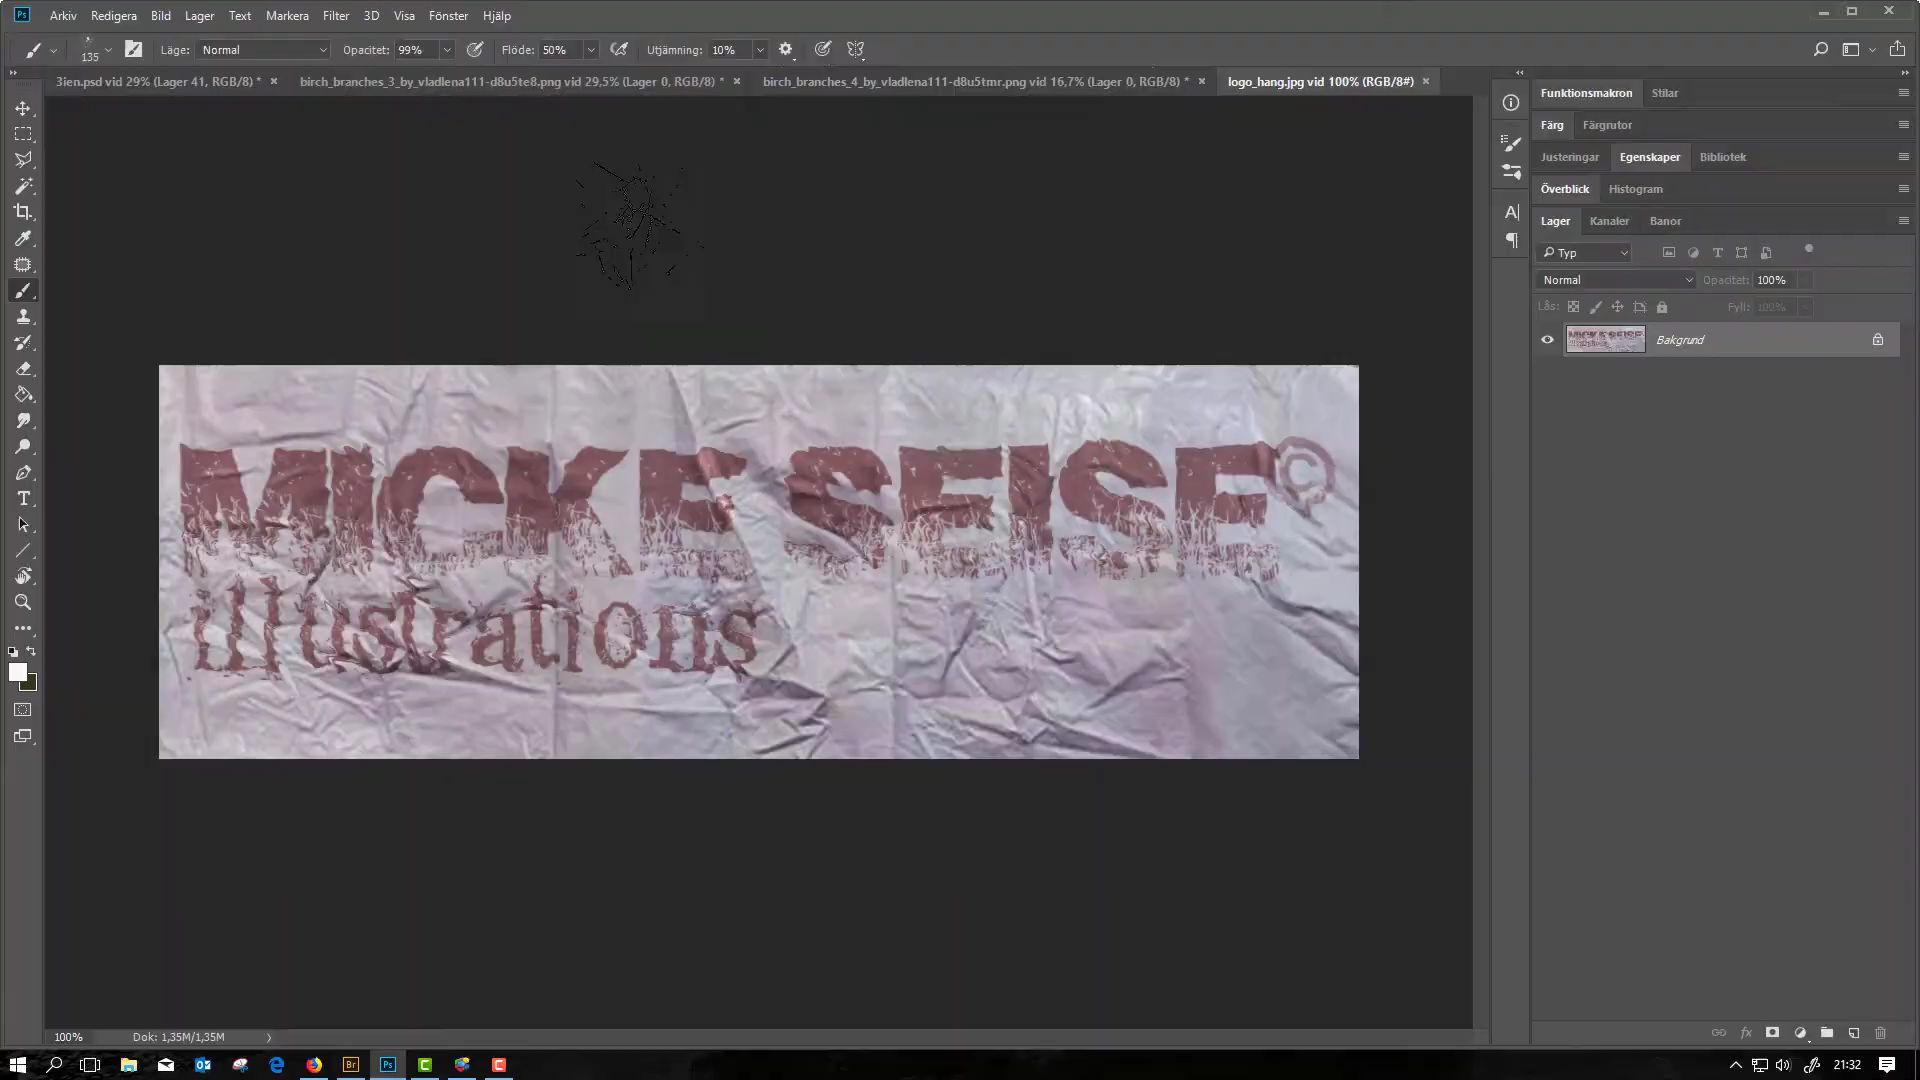 Ps Arkiv Redigera Bild Lager Text Markera Filter 3D Visa Fönster Hjälp
135 Läge: Normal Opacitet: 99% Flöde: 50% Utjämning: 10%
3ien.psd vid 29% (Lager 41, RGB/8) * × birch_branches_3_by_vladlena111-d8u5te8.png vid 29,5% (Lager 0, RGB/8) * × birch_branches_4_by_vladlena111-d8u5tmr.png vid 16,7% (Lager 0, RGB/8) * × logo_hang.jpg vid 100% (RGB/8#) ×
Funktionsmakron Stilar
Färg Färgrutor
Justeringar Egenskaper Bibliotek
Överblick Histogram
Lager Kanaler Banor
Typ
Normal Opacitet: 100%
Lås: Fyll: 100%
Bakgrund
MICKE SEISE©
illustrations
100% Dok: 1,35M/1,35M
Br Ps 21:32